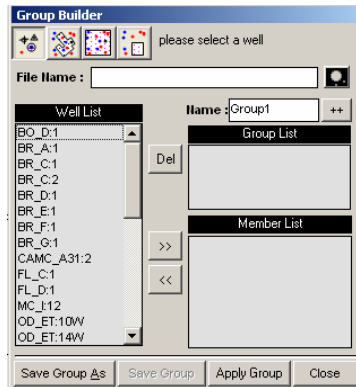 Group Builder
please select a well
File Name :
Well List
Name : Group1 ++
BO_D:1
BR_A:1
BR_C:1
BR_C:2
BR_D:1
BR_E:1
BR_F:1
BR_G:1
CAMC_A31:2
FL_C:1
FL_D:1
MC_I:12
OD_ET:10W
OD_ET:14W
Del
>>
<<
Group List
Member List
Save Group As Save Group Apply Group Close